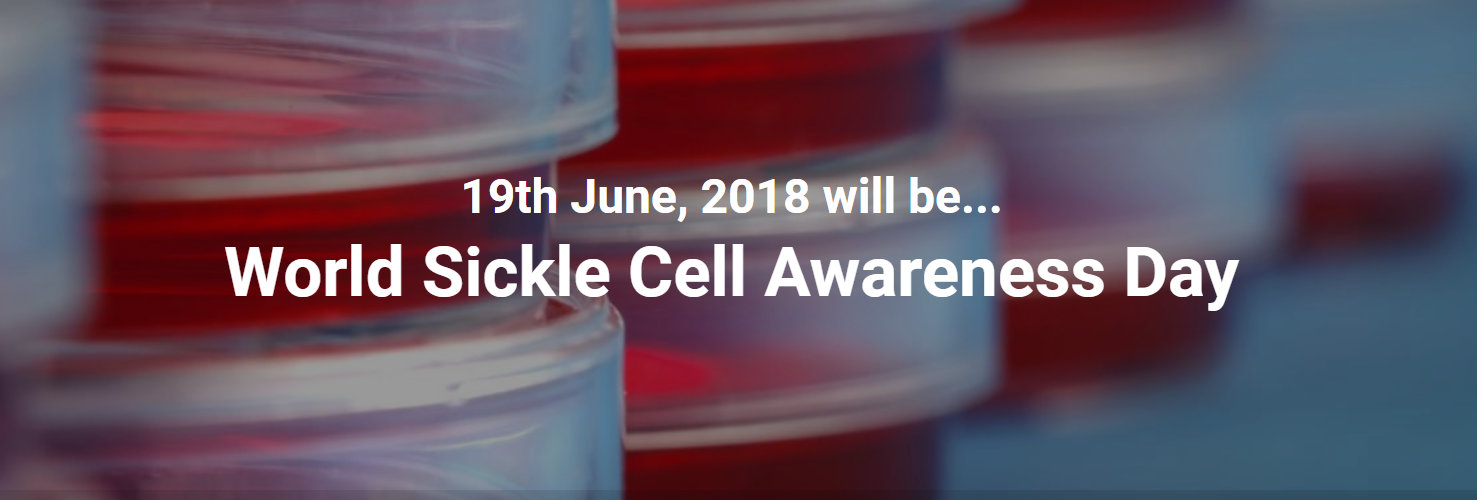 19th June, 2018 will be...
World Sickle Cell Awareness Day